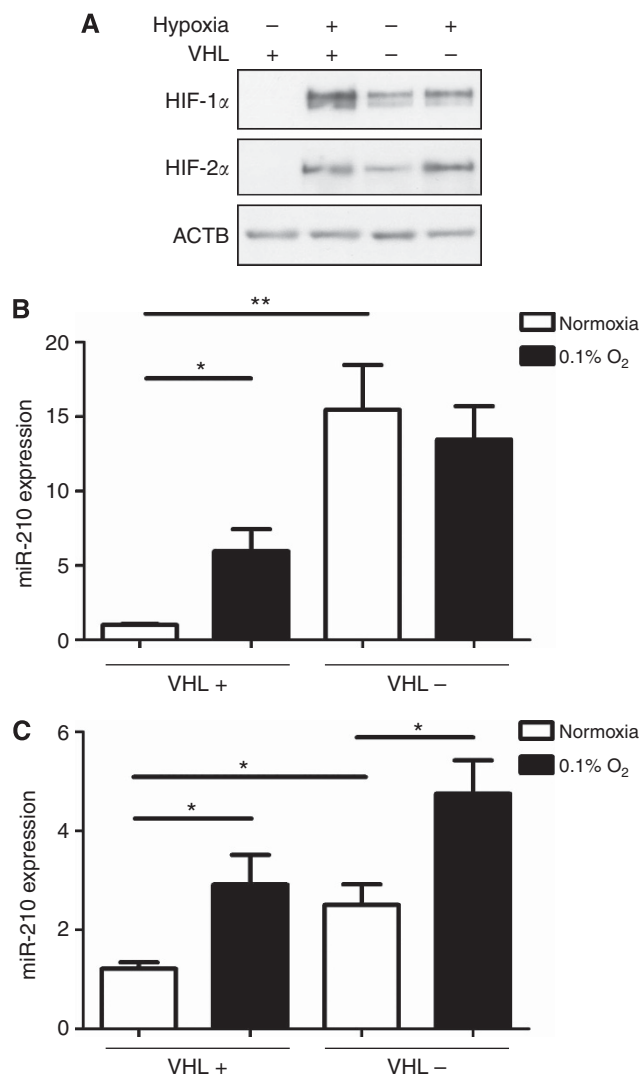 A
Hypoxia − + − +
VHL + + − −
HIF-1α
HIF-2α
ACTB
B
**
*
Normoxia
0.1% O₂
20
15
10
5
0
miR-210 expression
VHL +
VHL −
C
*
*
*
Normoxia
0.1% O₂
6
4
2
0
miR-210 expression
VHL +
VHL −